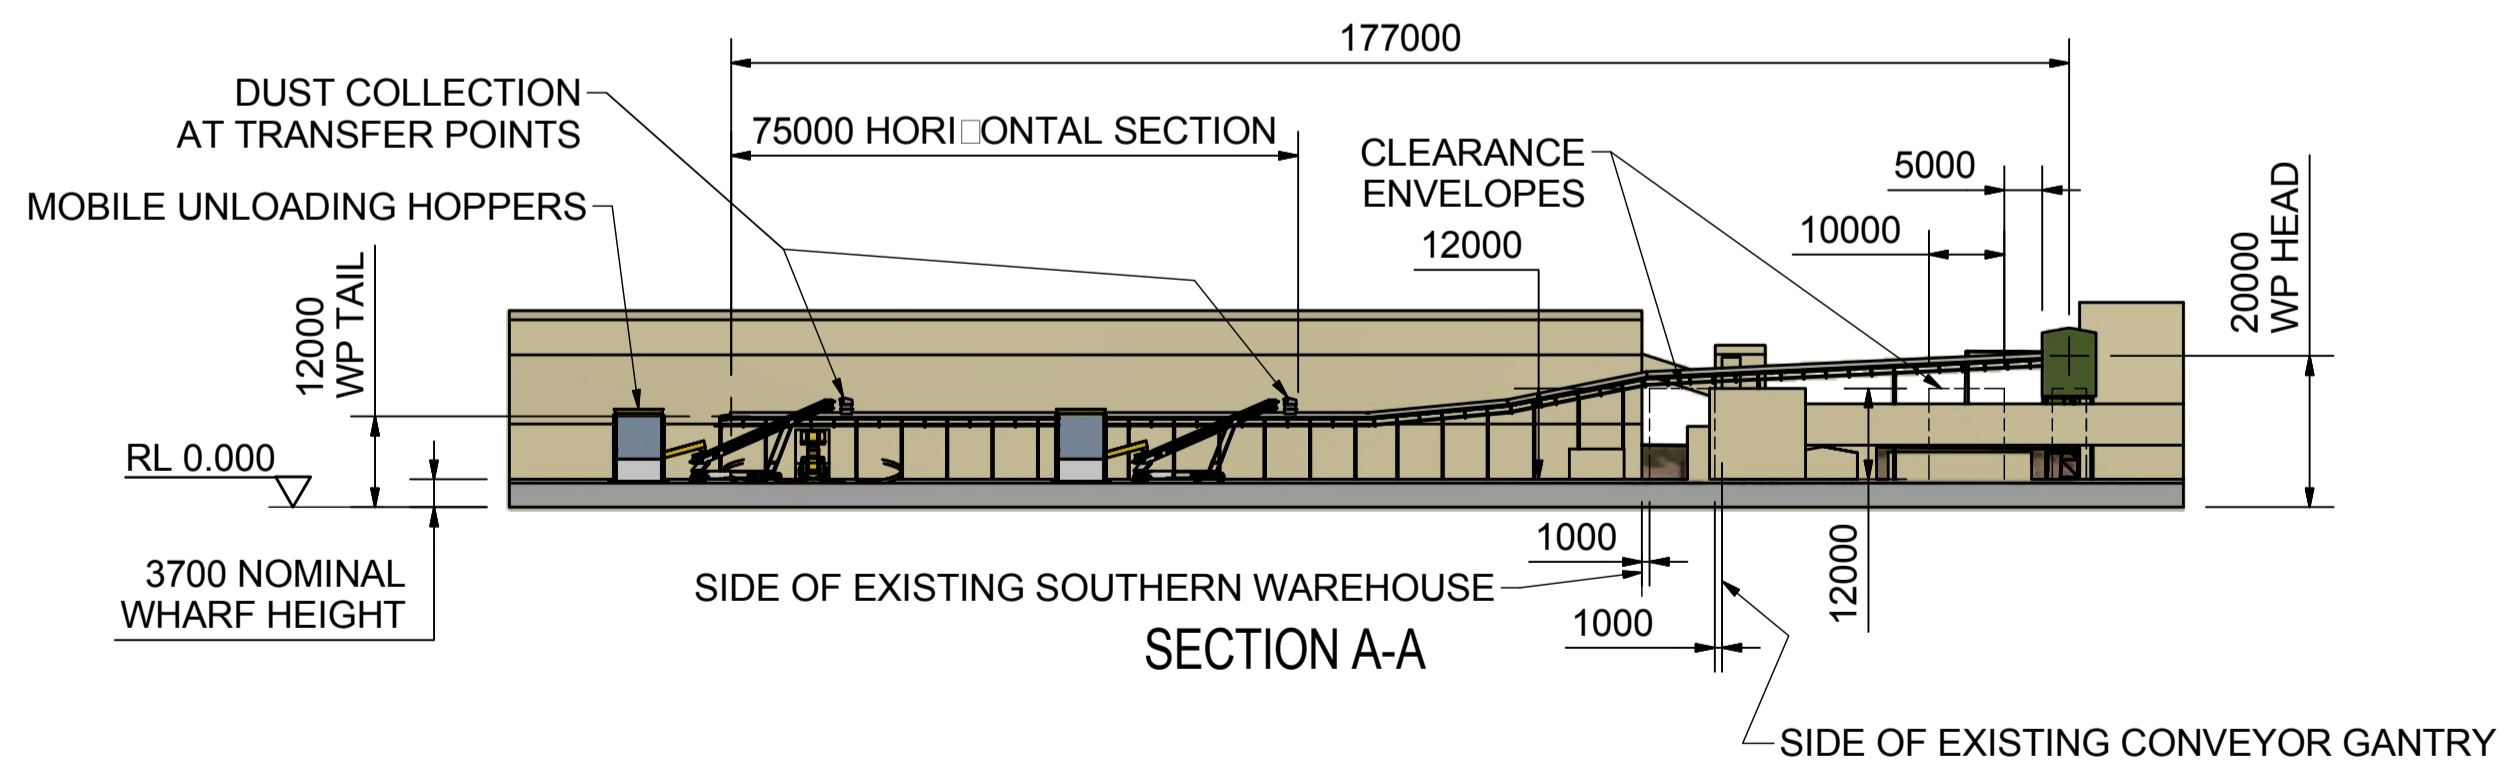 177000
DUST COLLECTION
AT TRANSFER POINTS
75000 HORI□ONTAL SECTION
CLEARANCE
ENVELOPES
5000
MOBILE UNLOADING HOPPERS
10000
12000
20000
WP HEAD
12000
WP TAIL
RL 0.000
1000
12000
3700 NOMINAL
WHARF HEIGHT
SIDE OF EXISTING SOUTHERN WAREHOUSE
1000
SECTION A-A
SIDE OF EXISTING CONVEYOR GANTRY